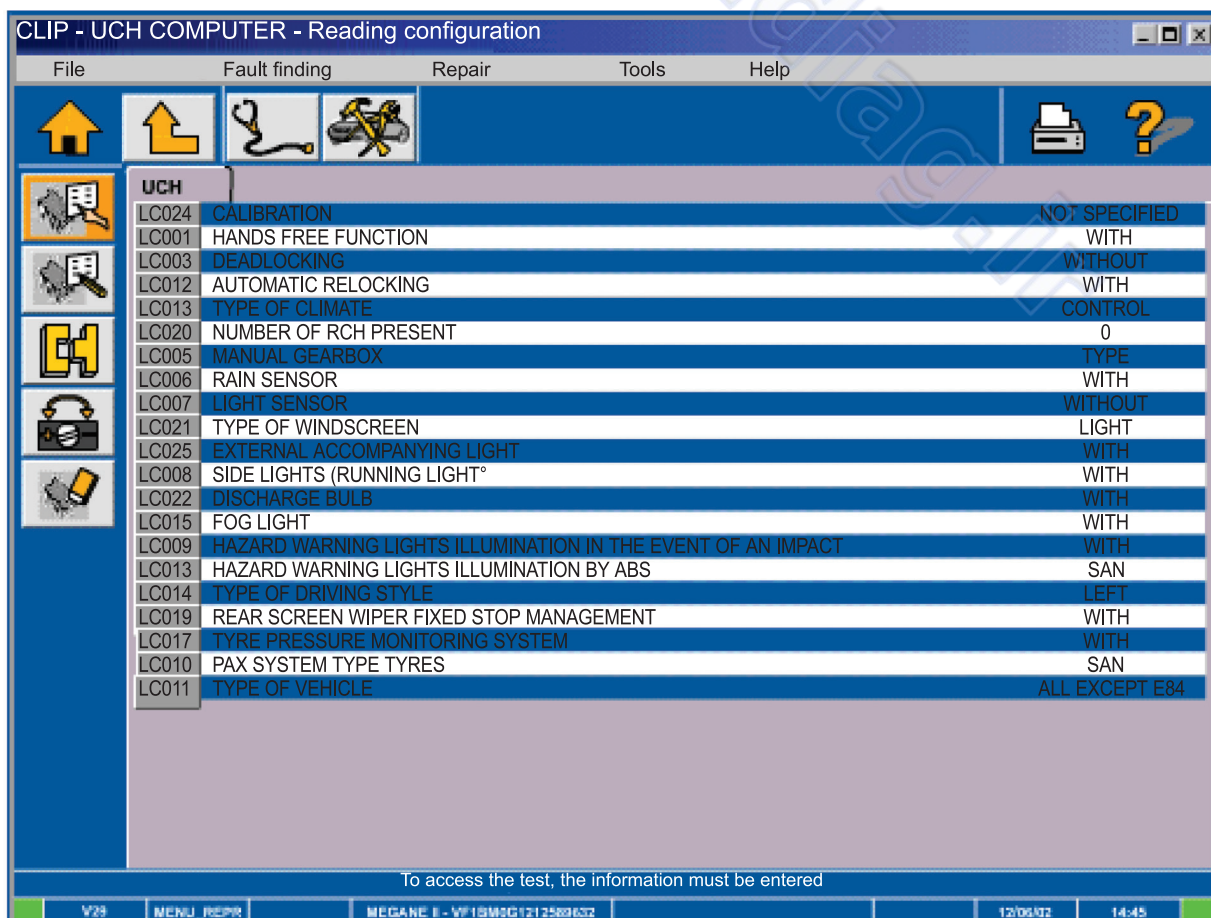 CLIP - UCH COMPUTER - Reading configuration
File Fault finding Repair Tools Help
UCH
LC024 CALIBRATION NOT SPECIFIED
LC001 HANDS FREE FUNCTION WITH
LC003 DEADLOCKING WITHOUT
LC012 AUTOMATIC RELOCKING WITH
LC013 TYPE OF CLIMATE CONTROL
LC020 NUMBER OF RCH PRESENT 0
LC005 MANUAL GEARBOX TYPE
LC006 RAIN SENSOR WITH
LC007 LIGHT SENSOR WITHOUT
LC021 TYPE OF WINDSCREEN LIGHT
LC025 EXTERNAL ACCOMPANYING LIGHT WITH
LC008 SIDE LIGHTS (RUNNING LIGHT° WITH
LC022 DISCHARGE BULB WITH
LC015 FOG LIGHT WITH
LC009 HAZARD WARNING LIGHTS ILLUMINATION IN THE EVENT OF AN IMPACT WITH
LC013 HAZARD WARNING LIGHTS ILLUMINATION BY ABS SAN
LC014 TYPE OF DRIVING STYLE LEFT
LC019 REAR SCREEN WIPER FIXED STOP MANAGEMENT WITH
LC017 TYRE PRESSURE MONITORING SYSTEM WITH
LC010 PAX SYSTEM TYPE TYRES SAN
LC011 TYPE OF VEHICLE ALL EXCEPT E84
To access the test, the information must be entered
V29 MENU_REPR MEGANE II - 12/06/02 14:45